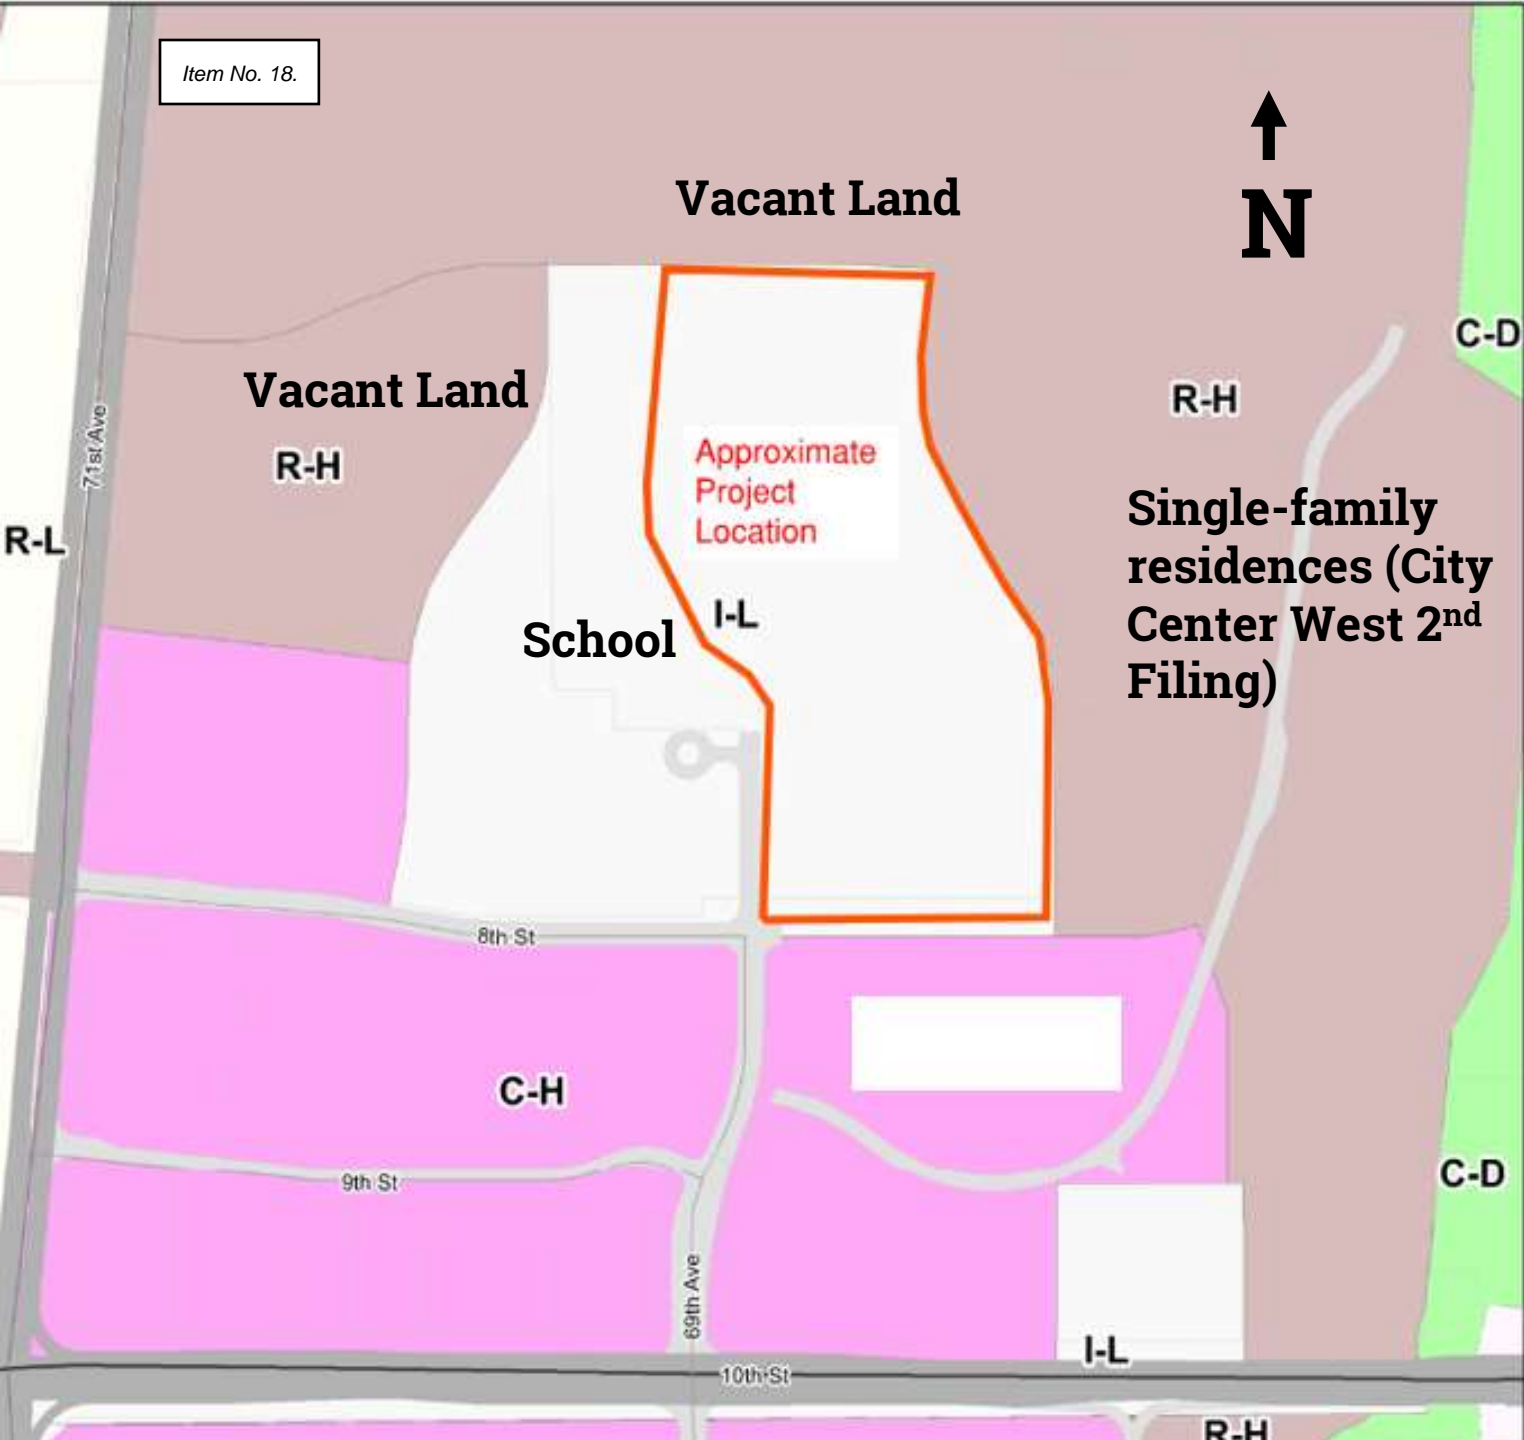 Item No. 18.
N
Vacant Land
C-D
Vacant Land
R-H
R-H
71st Ave
Approximate
Project
Location
R-L
Single-family
residences (City
Center West 2nd
Filing)
I-L
School
8th St
C-H
9th St
C-D
69th Ave
I-L
10th St
R-H